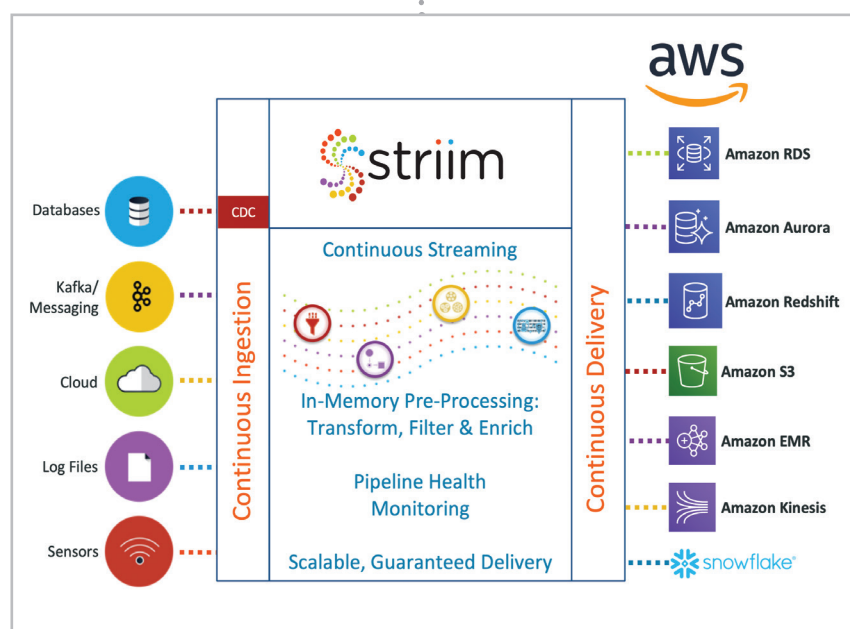 aws
striim
Databases
CDC
Kafka/
Messaging
Cloud
Log Files
Sensors
Continuous Ingestion
Continuous Streaming
In-Memory Pre-Processing:
Transform, Filter & Enrich
Pipeline Health
Monitoring
Scalable, Guaranteed Delivery
Continuous Delivery
Amazon RDS
Amazon Aurora
Amazon Redshift
Amazon S3
Amazon EMR
Amazon Kinesis
snowflake®